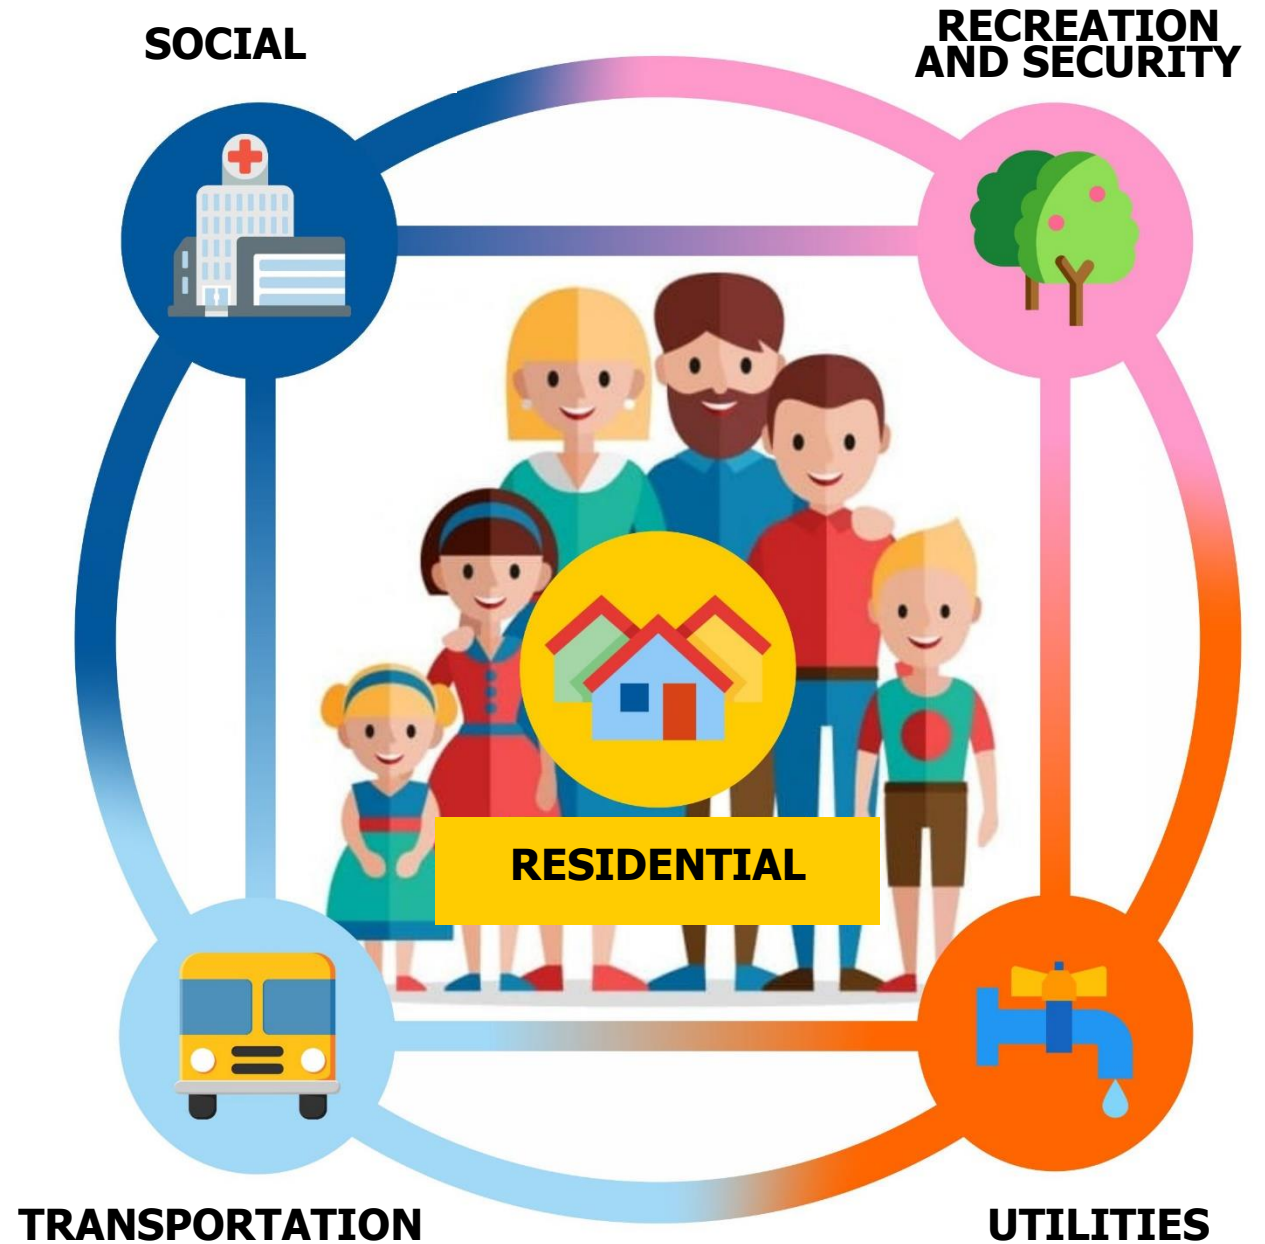 SOCIAL
RECREATION
AND SECURITY
RESIDENTIAL
TRANSPORTATION
UTILITIES